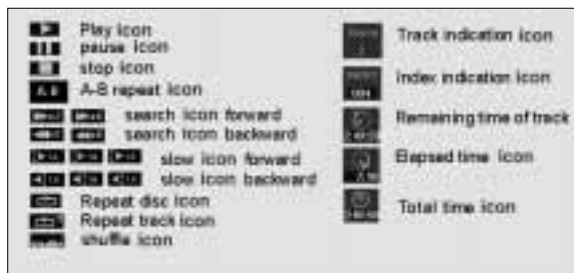 Play Icon
pause icon
stop icon
A-B repeat icon
search icon forward
search icon backward
slow icon forward
slow icon backward
Repeat disc icon
Repeat track icon
shuffle icon
Track indication icon
Index indication icon
Remaining time of track
Elapsed time icon
Total time icon